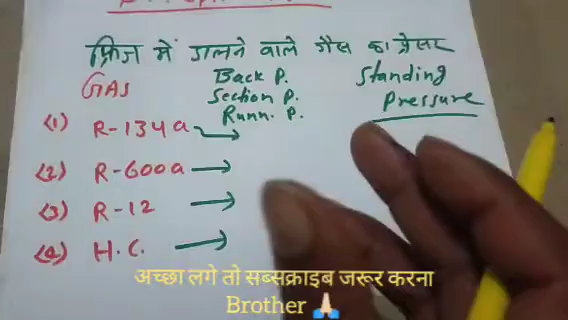 फ्रिज में डालने वाले गैस का प्रेसर
GAS
Back P.
Section P.
Runn. P.
Standing
Pressure
(1) R-134a
(2) R-600a
(3) R-12
(4) H.C.
अच्छा लगे तो सब्सक्राइब जरूर करना
Brother 🙏🏻